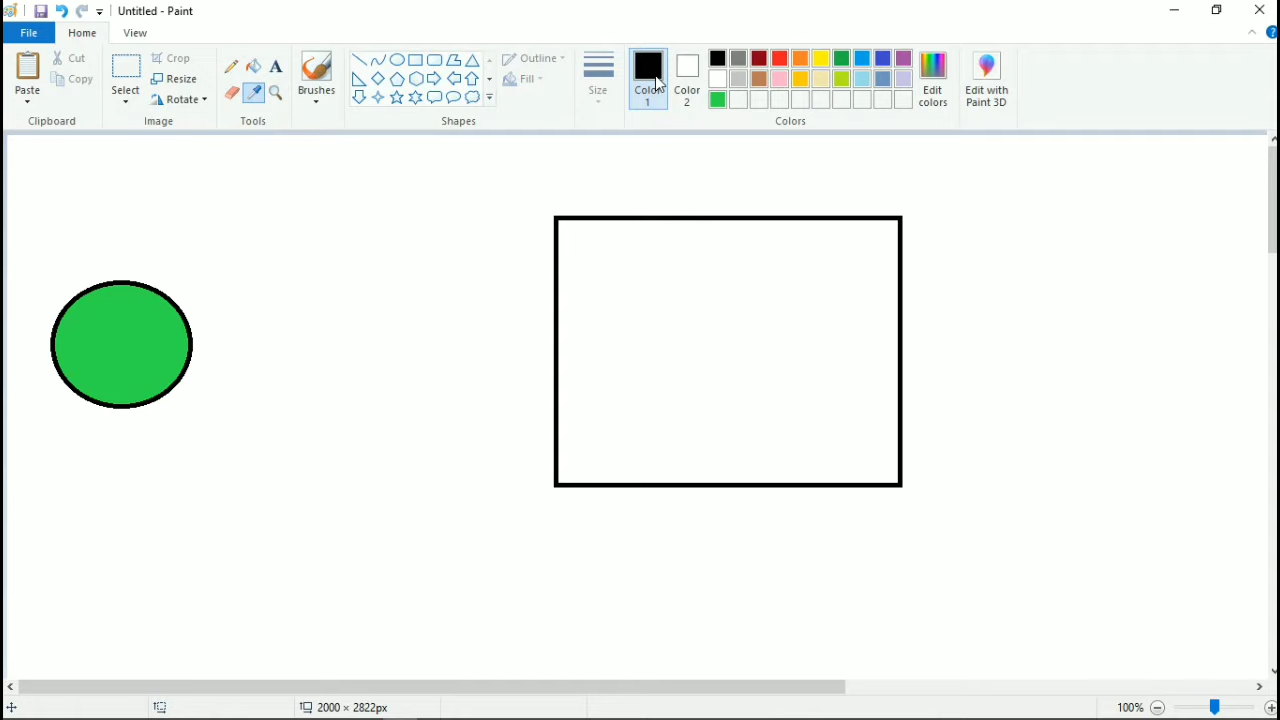 Untitled - Paint
File Home View
Paste
Cut
Copy
Clipboard
Select
Crop
Resize
Rotate
Image
Tools
Brushes
Outline
Fill
Shapes
Size
Color 1
Color 2
Edit colors
Colors
Edit with Paint 3D
2000 × 2822px
100%